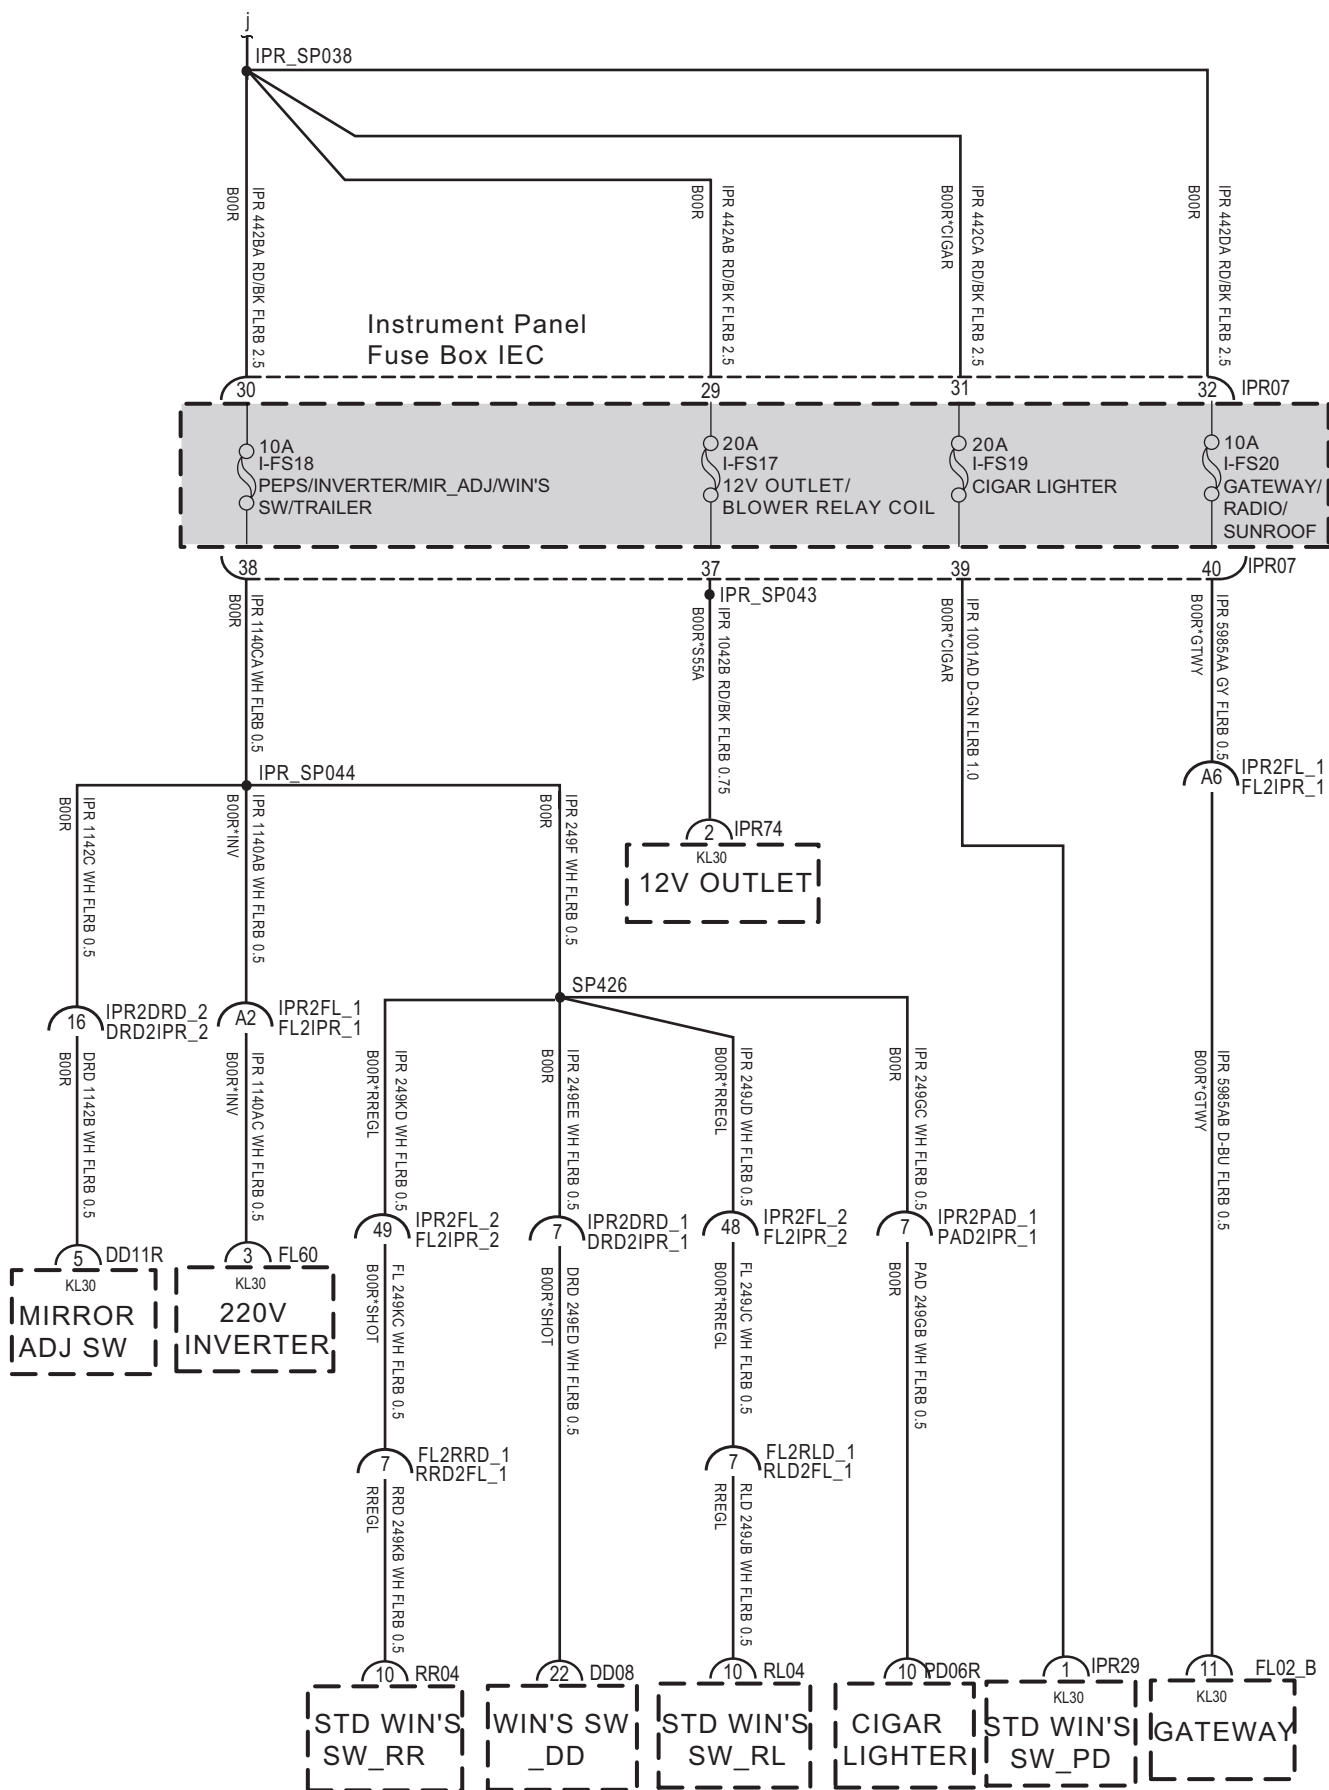 j
IPR_SP038
IPR 442BA RD/BK FLRB 2.5
B00R
IPR 442AB RD/BK FLRB 2.5
B00R
IPR 442CA RD/BK FLRB 2.5
B00R*CIGAR
IPR 442DA RD/BK FLRB 2.5
B00R
Instrument Panel
Fuse Box IEC
30
29
31
32
IPR07
10A
I-FS18
PEPS/INVERTER/MIR_ADJ/WIN'S
SW/TRAILER
20A
I-FS17
12V OUTLET/
BLOWER RELAY COIL
20A
I-FS19
CIGAR LIGHTER
10A
I-FS20
GATEWAY/
RADIO/
SUNROOF
38
37
39
40
IPR07
IPR_SP043
IPR 1140CA WH FLRB 0.5
B00R
IPR 1042B RD/BK FLRB 0.75
B00R*S55A
IPR 1001AD D-GN FLRB 1.0
B00R*CIGAR
IPR 5985AA GY FLRB 0.5
B00R*GTWY
IPR_SP044
A6
IPR2FL_1
FL2IPR_1
IPR 1142C WH FLRB 0.5
B00R
IPR 1140AB WH FLRB 0.5
B00R*INV
IPR 249F WH FLRB 0.5
B00R
2
IPR74
KL30
12V OUTLET
SP426
16
IPR2DRD_2
DRD2IPR_2
A2
IPR2FL_1
FL2IPR_1
DRD 1142B WH FLRB 0.5
B00R
IPR 1140AC WH FLRB 0.5
B00R*INV
IPR 249KD WH FLRB 0.5
B00R*RREGL
IPR 249EE WH FLRB 0.5
B00R
IPR 249JD WH FLRB 0.5
B00R*RREGL
IPR 249GC WH FLRB 0.5
B00R
IPR 5985AB D-BU FLRB 0.5
B00R*GTWY
49
IPR2FL_2
FL2IPR_2
7
IPR2DRD_1
DRD2IPR_1
48
IPR2FL_2
FL2IPR_2
7
IPR2PAD_1
PAD2IPR_1
5
DD11R
KL30
MIRROR
ADJ SW
3
FL60
KL30
220V
INVERTER
FL 249KC WH FLRB 0.5
B00R*SHOT
DRD 249ED WH FLRB 0.5
B00R*SHOT
FL 249JC WH FLRB 0.5
B00R*RREGL
PAD 249GB WH FLRB 0.5
B00R
7
FL2RRD_1
RRD2FL_1
7
FL2RLD_1
RLD2FL_1
RRD 249KB WH FLRB 0.5
RREGL
RLD 249JB WH FLRB 0.5
RREGL
10
RR04
STD WIN'S
SW_RR
22
DD08
WIN'S SW
_DD
10
RL04
STD WIN'S
SW_RL
10
PD06R
CIGAR
LIGHTER
1
IPR29
KL30
STD WIN'S
SW_PD
11
FL02_B
KL30
GATEWAY